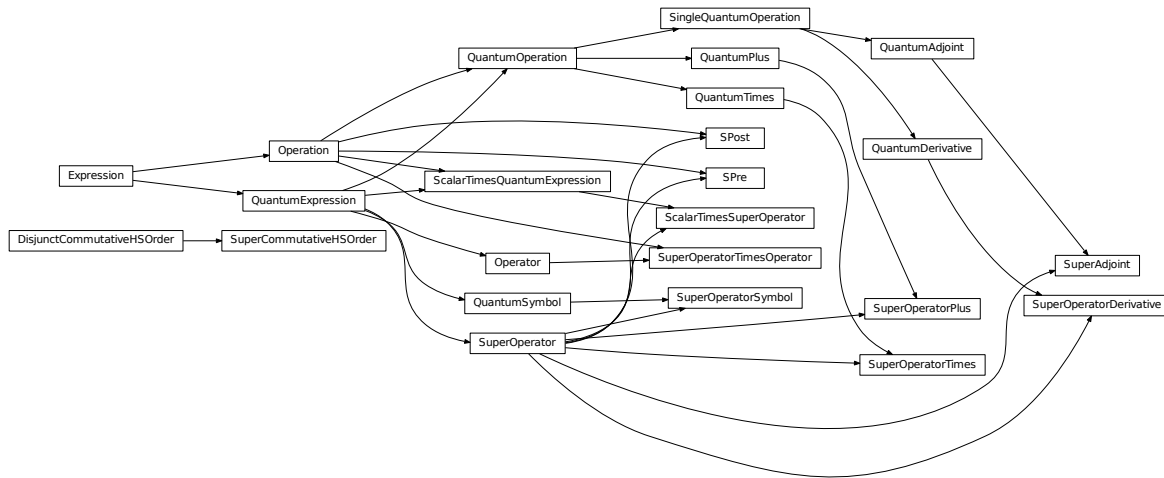 SingleQuantumOperation
QuantumAdjoint
QuantumOperation
QuantumPlus
QuantumTimes
SPost
Operation
QuantumDerivative
Expression
SPre
ScalarTimesQuantumExpression
QuantumExpression
ScalarTimesSuperOperator
DisjunctCommutativeHSOrder
SuperCommutativeHSOrder
SuperOperatorTimesOperator
Operator
SuperAdjoint
QuantumSymbol
SuperOperatorSymbol
SuperOperatorPlus
SuperOperatorDerivative
SuperOperator
SuperOperatorTimes